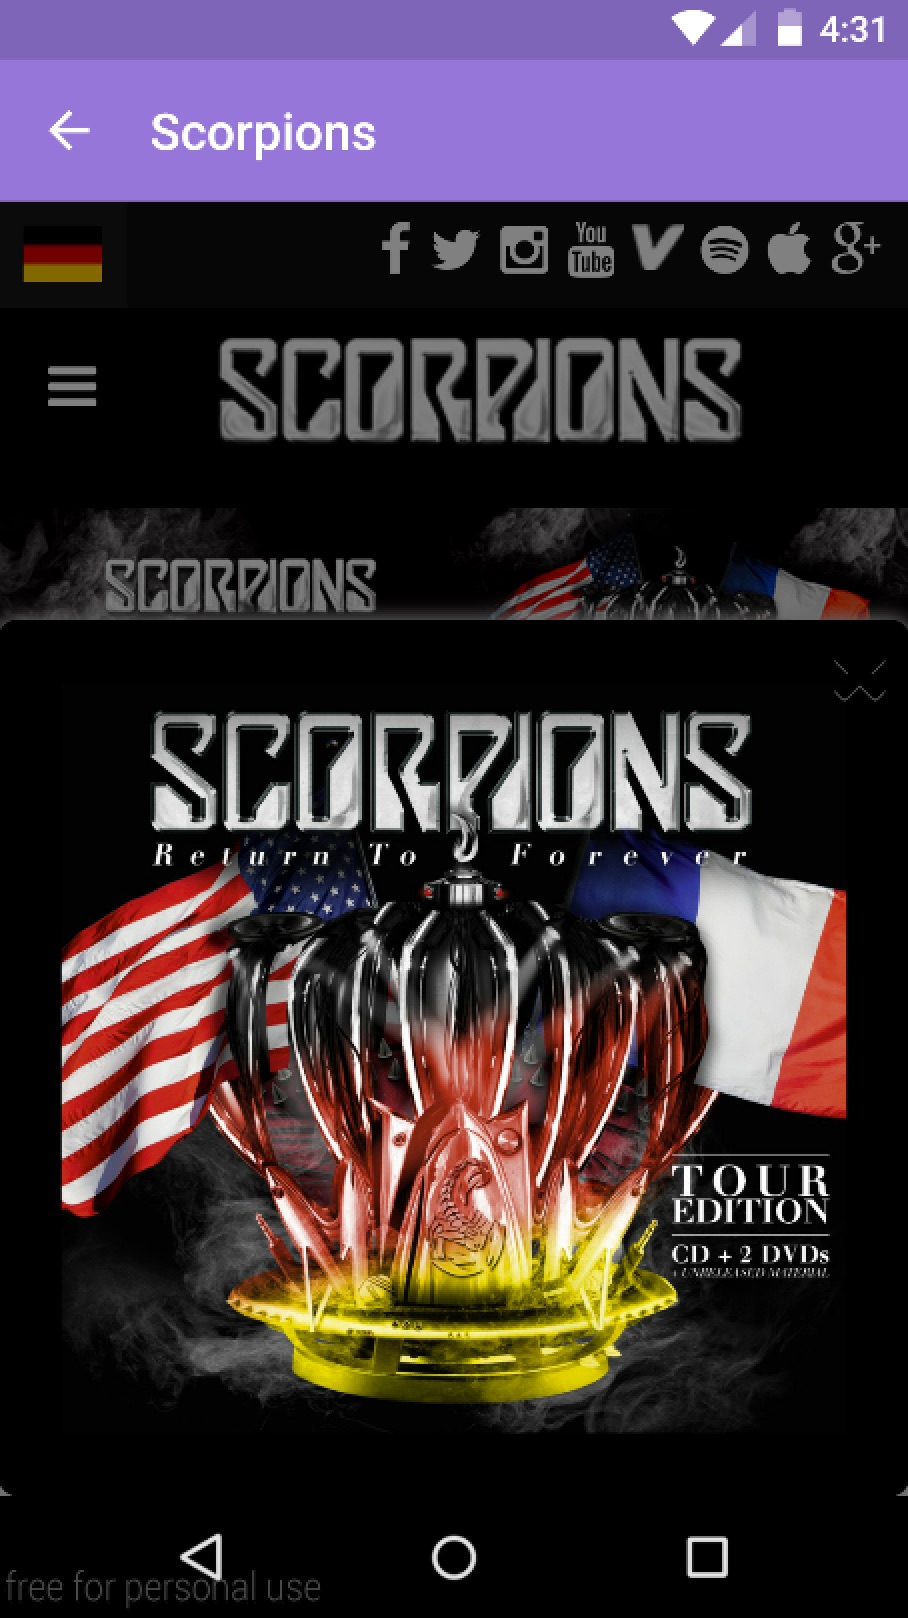 4:31
Scorpions
You
Tube
g+
SCORPIONS
SCORPIONS
SCORPIONS
Return To Forever
TOUR
EDITION
CD + 2 DVDs
+ UNRELEASED MATERIAL
free for personal use